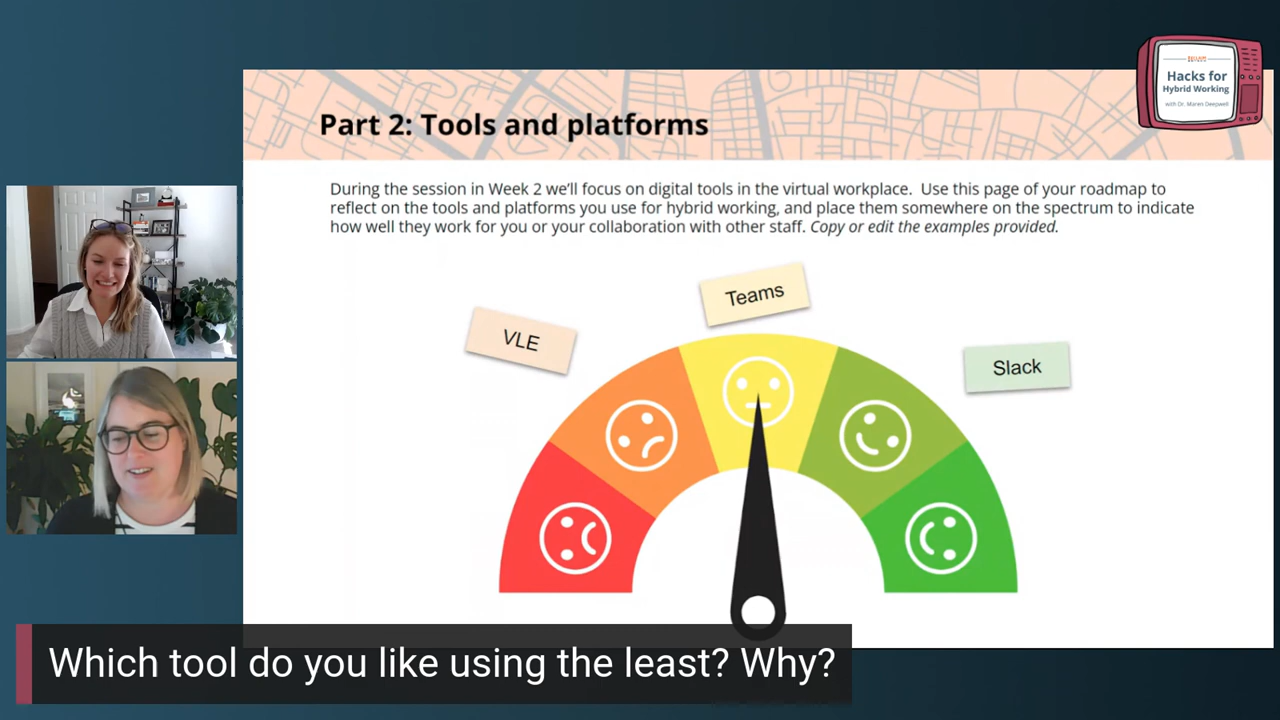 Hacks for
Hybrid Working
with Dr. Maren Deepwell
Part 2: Tools and platforms
During the session in Week 2 we'll focus on digital tools in the virtual workplace.  Use this page of your roadmap to
reflect on the tools and platforms you use for hybrid working, and place them somewhere on the spectrum to indicate
how well they work for you or your collaboration with other staff. Copy or edit the examples provided.
Teams
VLE
Slack
Which tool do you like using the least? Why?